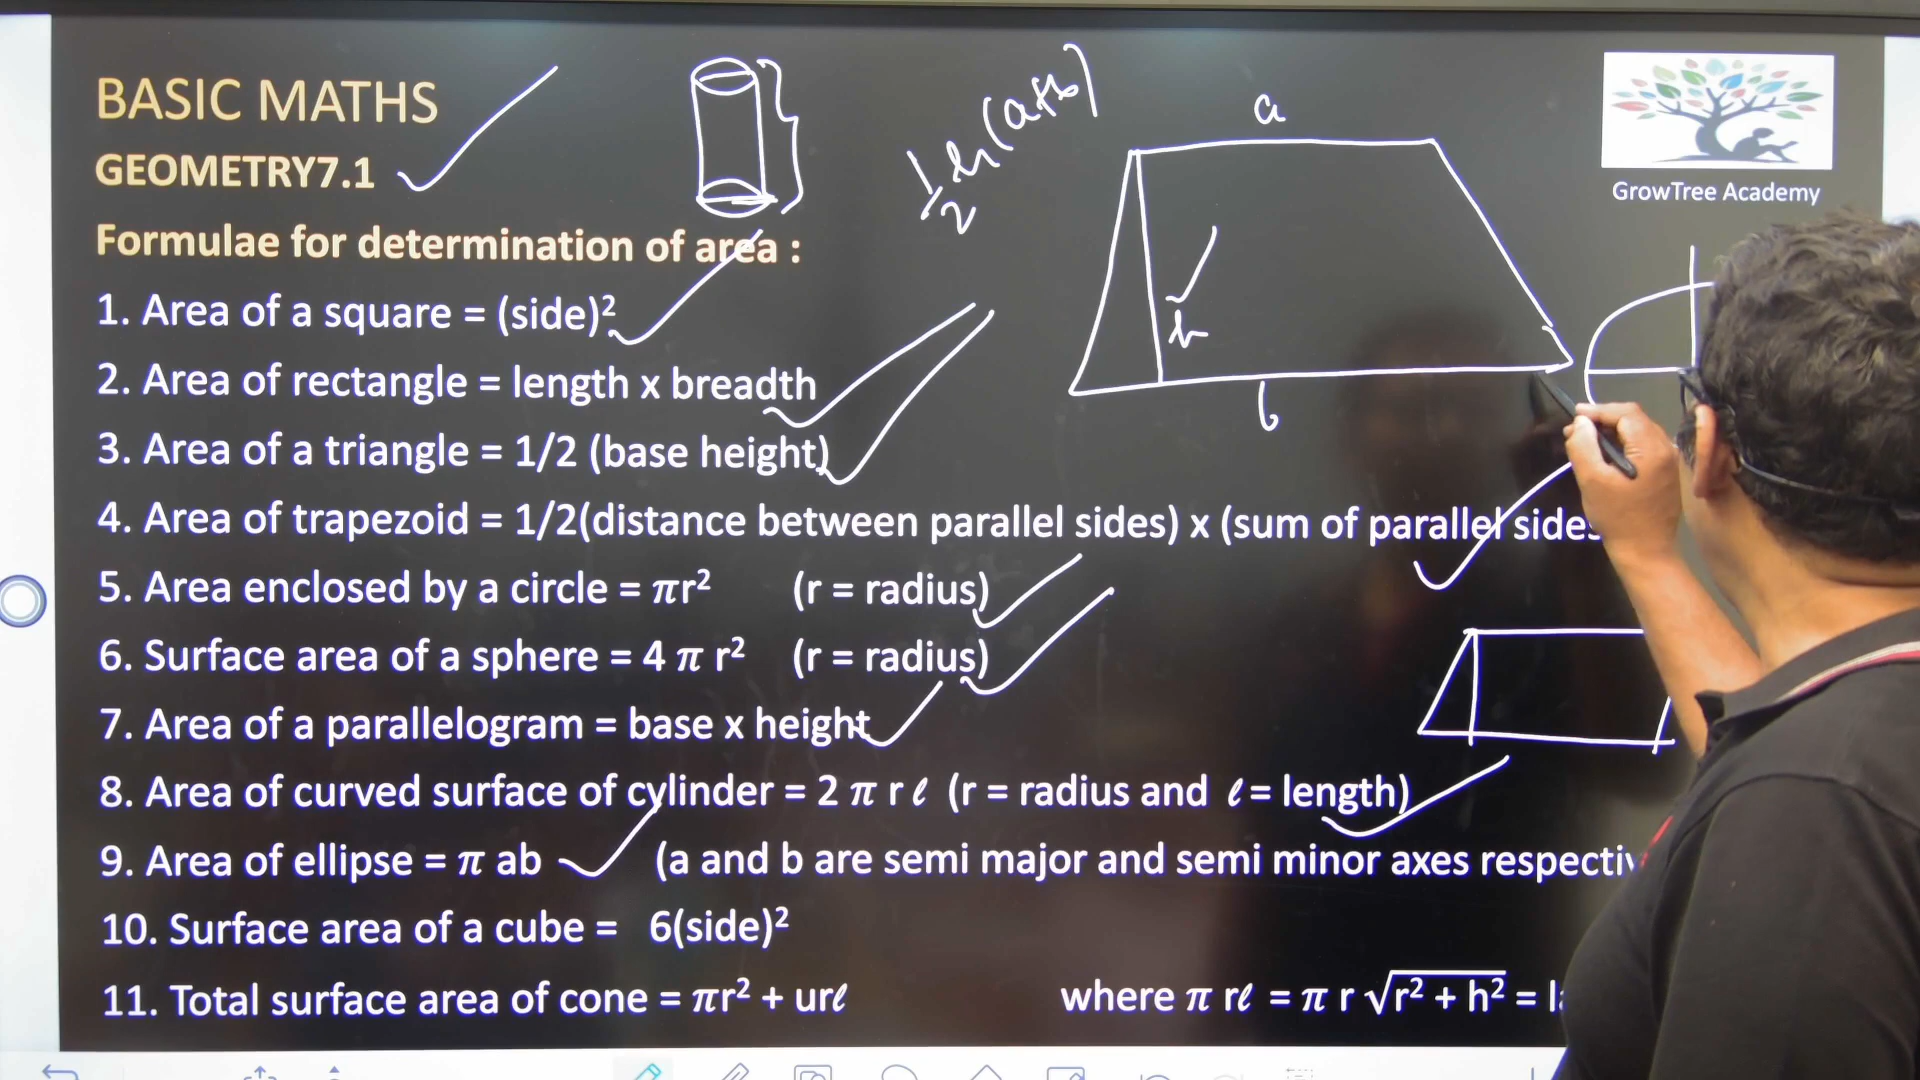 BASIC MATHS
GEOMETRY7.1
½ h (a+b)
a
h
b
GrowTree Academy
Formulae for determination of area :
1. Area of a square = (side)²
2. Area of rectangle = length x breadth
3. Area of a triangle = 1/2 (base height)
4. Area of trapezoid = 1/2(distance between parallel sides) x (sum of parallel sides
5. Area enclosed by a circle = πr² (r = radius)
6. Surface area of a sphere = 4 π r² (r = radius)
7. Area of a parallelogram = base x height
8. Area of curved surface of cylinder = 2 π r ℓ (r = radius and ℓ = length)
9. Area of ellipse = π ab (a and b are semi major and semi minor axes
10. Surface area of a cube = 6(side)²
11. Total surface area of cone = πr² + urℓ where π rℓ = π r √r² + h² =